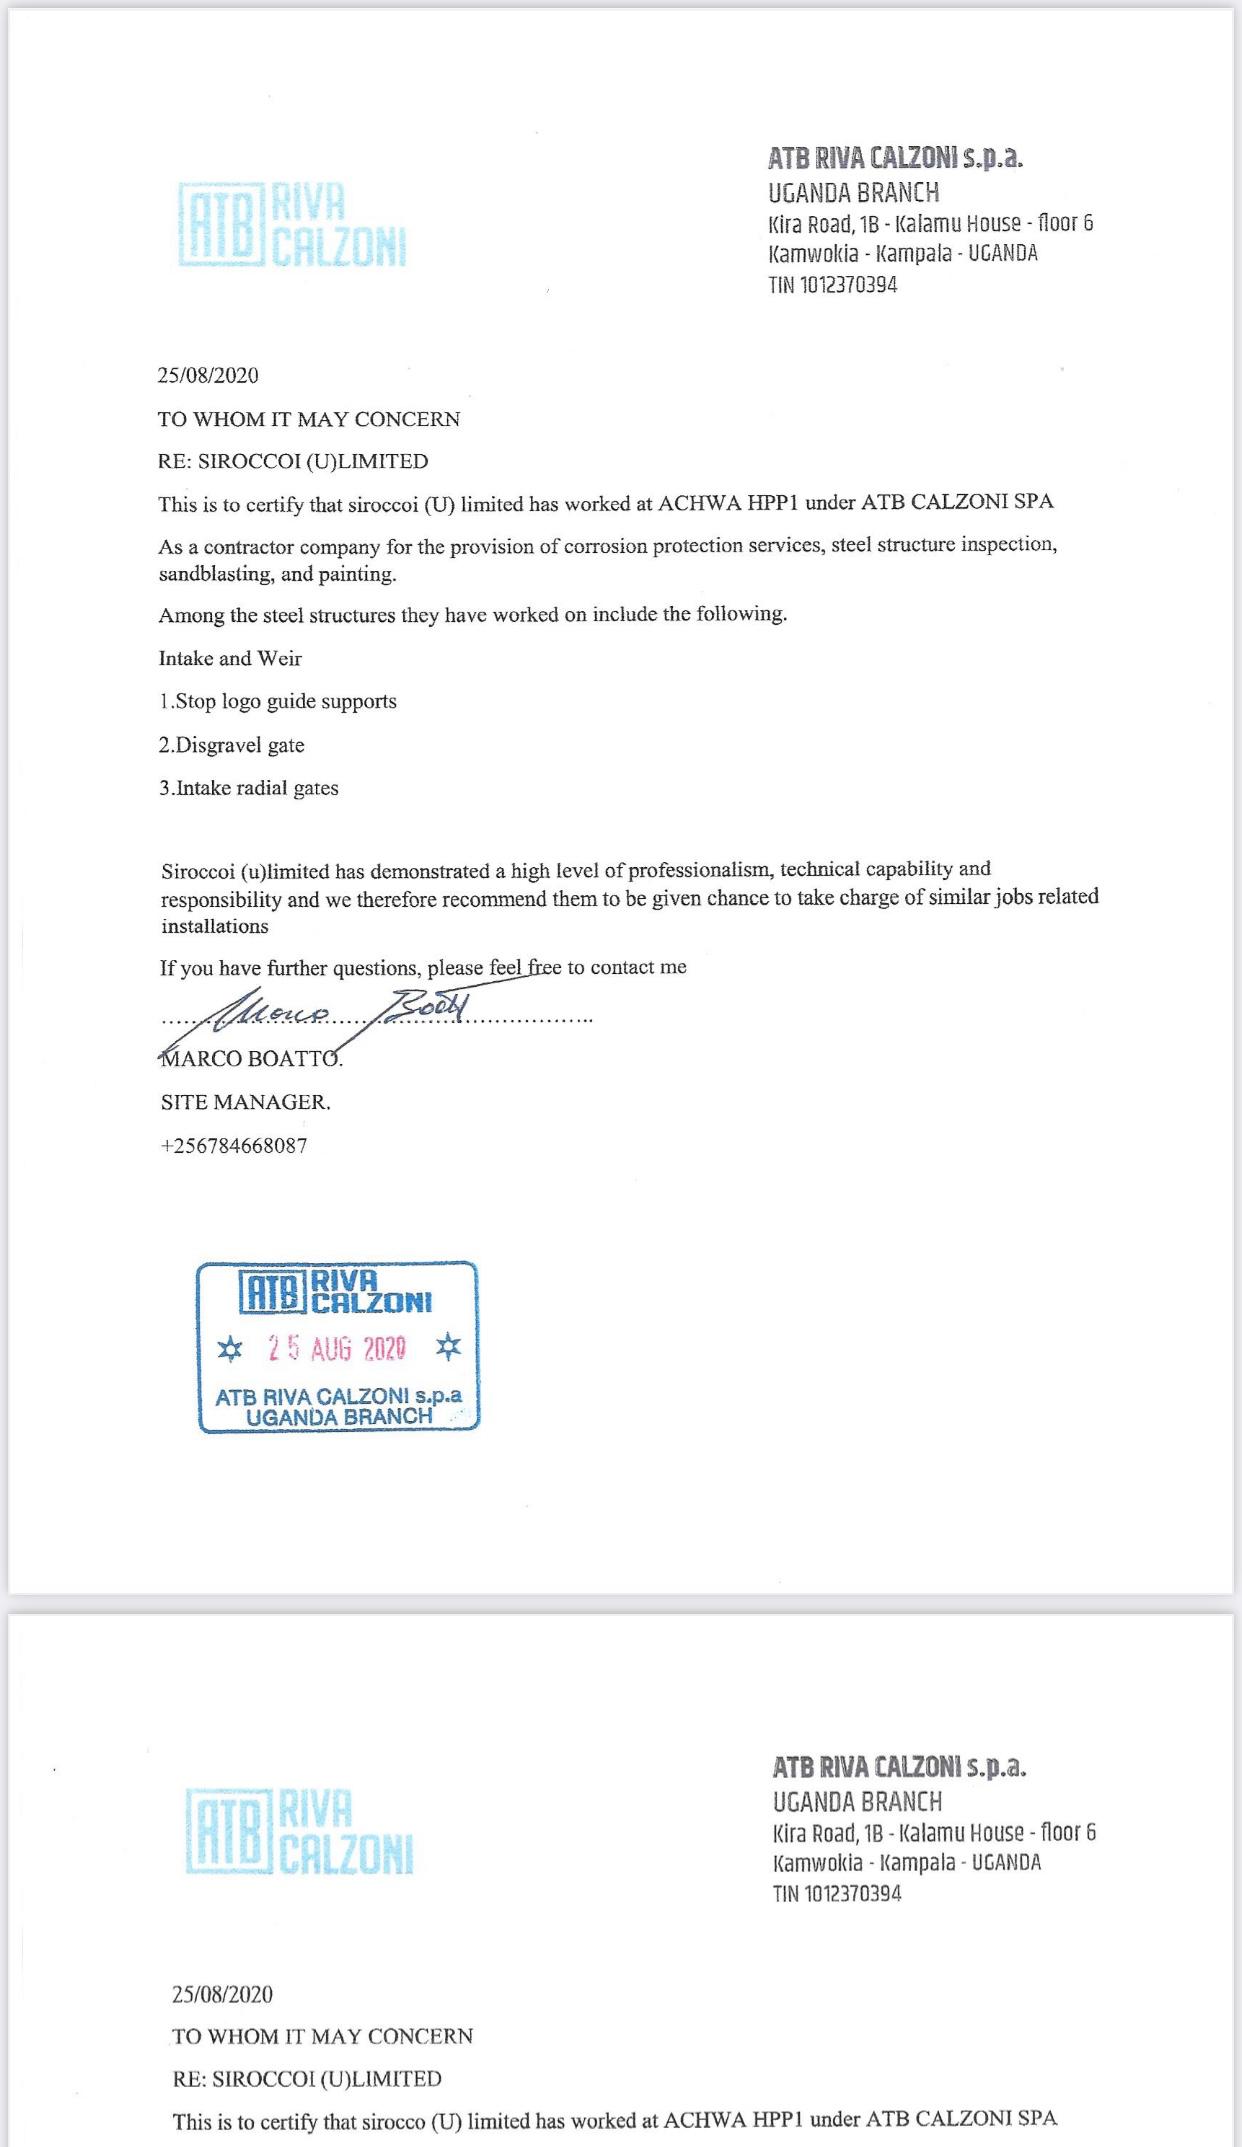 ATB RIVA
CALZONI
ATB RIVA CALZONI s.p.a.
UGANDA BRANCH
Kira Road, 1B - Kalamu House - floor 6
Kamwokia - Kampala - UGANDA
TIN 1012370394
25/08/2020
TO WHOM IT MAY CONCERN
RE: SIROCCOI (U)LIMITED
This is to certify that siroccoi (U) limited has worked at ACHWA HPP1 under ATB CALZONI SPA
As a contractor company for the provision of corrosion protection services, steel structure inspection,
sandblasting, and painting.
Among the steel structures they have worked on include the following.
Intake and Weir
1.Stop logo guide supports
2.Disgravel gate
3.Intake radial gates
Siroccoi (u)limited has demonstrated a high level of professionalism, technical capability and
responsibility and we therefore recommend them to be given chance to take charge of similar jobs related
installations
If you have further questions, please feel free to contact me
Marco
MARCO BOATTO.
SITE MANAGER.
+256784668087
ATB RIVA
CALZONI
25 AUG 2020
ATB RIVA CALZONI s.p.a
UGANDA BRANCH
ATB RIVA
CALZONI
ATB RIVA CALZONI s.p.a.
UGANDA BRANCH
Kira Road, 1B - Kalamu House - floor 6
Kamwokia - Kampala - UGANDA
TIN 1012370394
25/08/2020
TO WHOM IT MAY CONCERN
RE: SIROCCOI (U)LIMITED
This is to certify that sirocco (U) limited has worked at ACHWA HPP1 under ATB CALZONI SPA